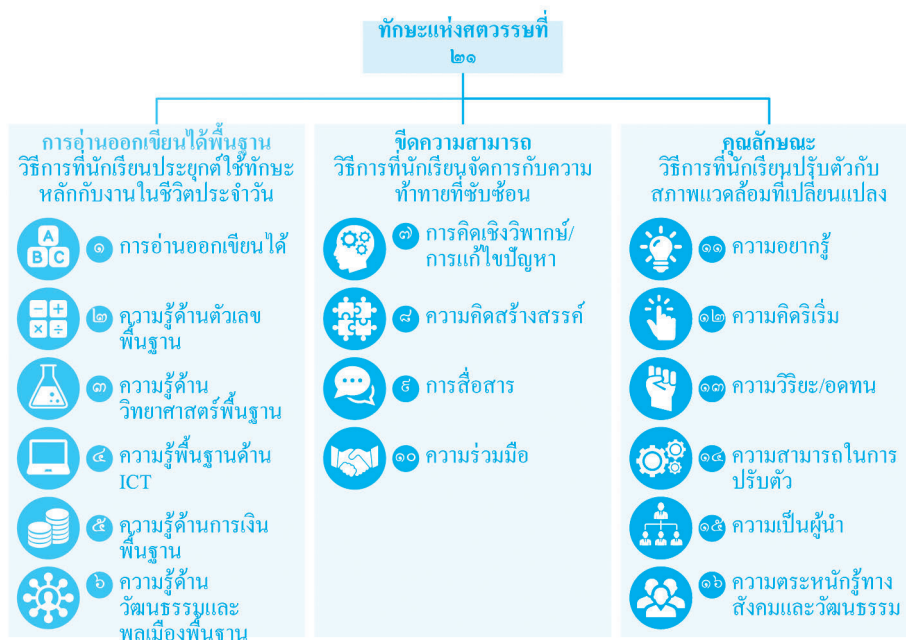 ทักษะแห่งศตวรรษที่
๒๑
การอ่านออกเขียนได้พื้นฐาน
วิธีการที่นักเรียนประยุกต์ใช้ทักษะ
หลักกับงานในชีวิตประจำวัน
A
B C
๑ การอ่านออกเขียนได้
๒ ความรู้ด้านตัวเลข
พื้นฐาน
๓ ความรู้ด้าน
วิทยาศาสตร์พื้นฐาน
๔ ความรู้พื้นฐานด้าน
ICT
๕ ความรู้ด้านการเงิน
พื้นฐาน
๖ ความรู้ด้าน
วัฒนธรรมและ
พลเมืองพื้นฐาน
ขีดความสามารถ
วิธีการที่นักเรียนจัดการกับความ
ท้าทายที่ซับซ้อน
๗ การคิดเชิงวิพากษ์/
การแก้ไขปัญหา
๘ ความคิดสร้างสรรค์
๙ การสื่อสาร
๑๐ ความร่วมมือ
คุณลักษณะ
วิธีการที่นักเรียนปรับตัวกับ
สภาพแวดล้อมที่เปลี่ยนแปลง
๑๑ ความอยากรู้
๑๒ ความคิดริเริ่ม
๑๓ ความวิริยะ/อดทน
๑๔ ความสามารถในการ
ปรับตัว
๑๕ ความเป็นผู้นำ
๑๖ ความตระหนักรู้ทาง
สังคมและวัฒนธรรม